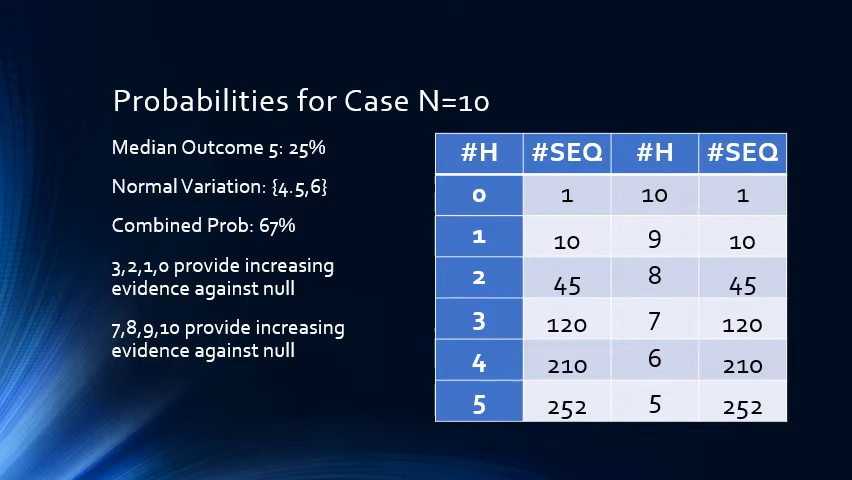 Probabilities for Case N=10
Median Outcome 5: 25%
Normal Variation: {4.5,6}
Combined Prob: 67%
3,2,1,0 provide increasing
evidence against null
7,8,9,10 provide increasing
evidence against null
#H #SEQ #H #SEQ
0 1 10 1
1 10 9 10
2 45 8 45
3 120 7 120
4 210 6 210
5 252 5 252